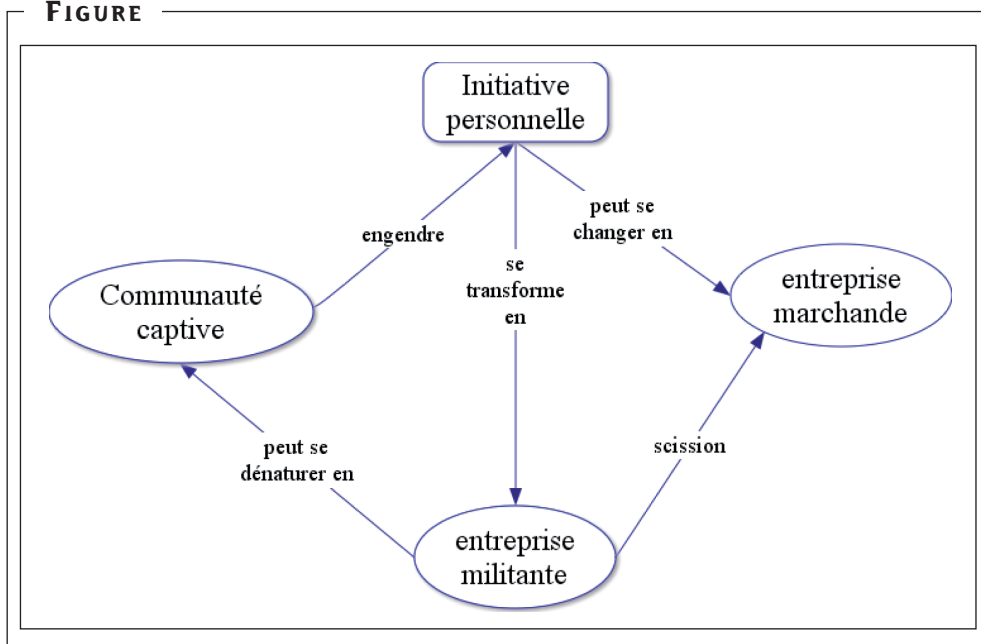 FIGURE
Initiative
personnelle
engendre
peut se
changer en
se
transforme
en
Communauté
captive
entreprise
marchande
peut se
dénaturer en
scission
entreprise
militante